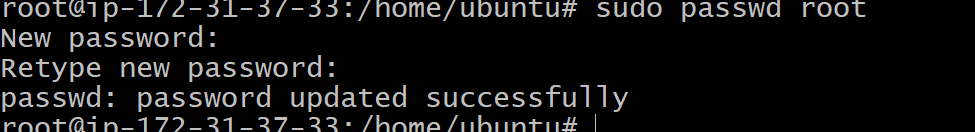 root@ip-172-31-37-33:/home/ubuntu# sudo passwd root
New password:
Retype new password:
passwd: password updated successfully
root@ip-172-31-37-33:/home/ubuntu#